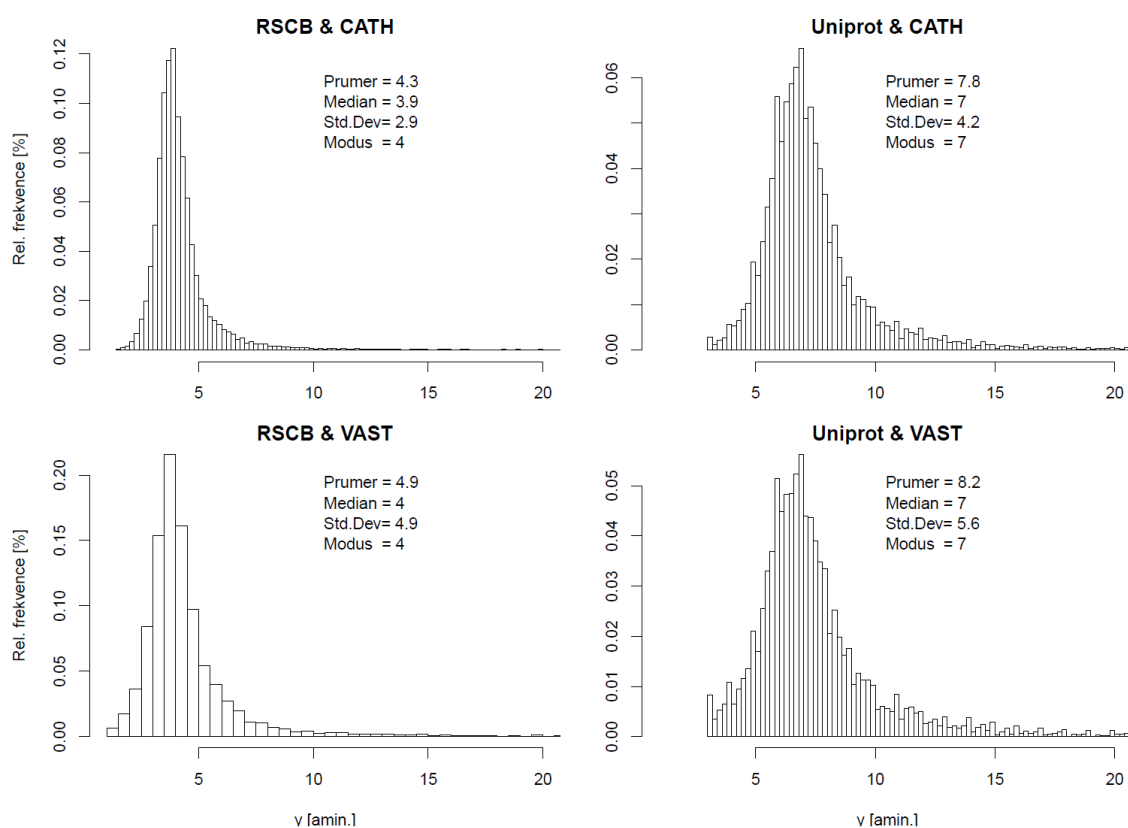 RSCB & CATH
Prumer = 4.3
Median = 3.9
Std.Dev= 2.9
Modus = 4
Rel. frekvence [%]
0.00
0.02
0.04
0.06
0.08
0.10
0.12
5
10
15
20
Uniprot & CATH
Prumer = 7.8
Median = 7
Std.Dev= 4.2
Modus = 7
0.00
0.02
0.04
0.06
5
10
15
20
RSCB & VAST
Prumer = 4.9
Median = 4
Std.Dev= 4.9
Modus = 4
Rel. frekvence [%]
0.00
0.05
0.10
0.15
0.20
5
10
15
20
γ [amin.]
Uniprot & VAST
Prumer = 8.2
Median = 7
Std.Dev= 5.6
Modus = 7
0.00
0.01
0.02
0.03
0.04
0.05
5
10
15
20
γ [amin.]